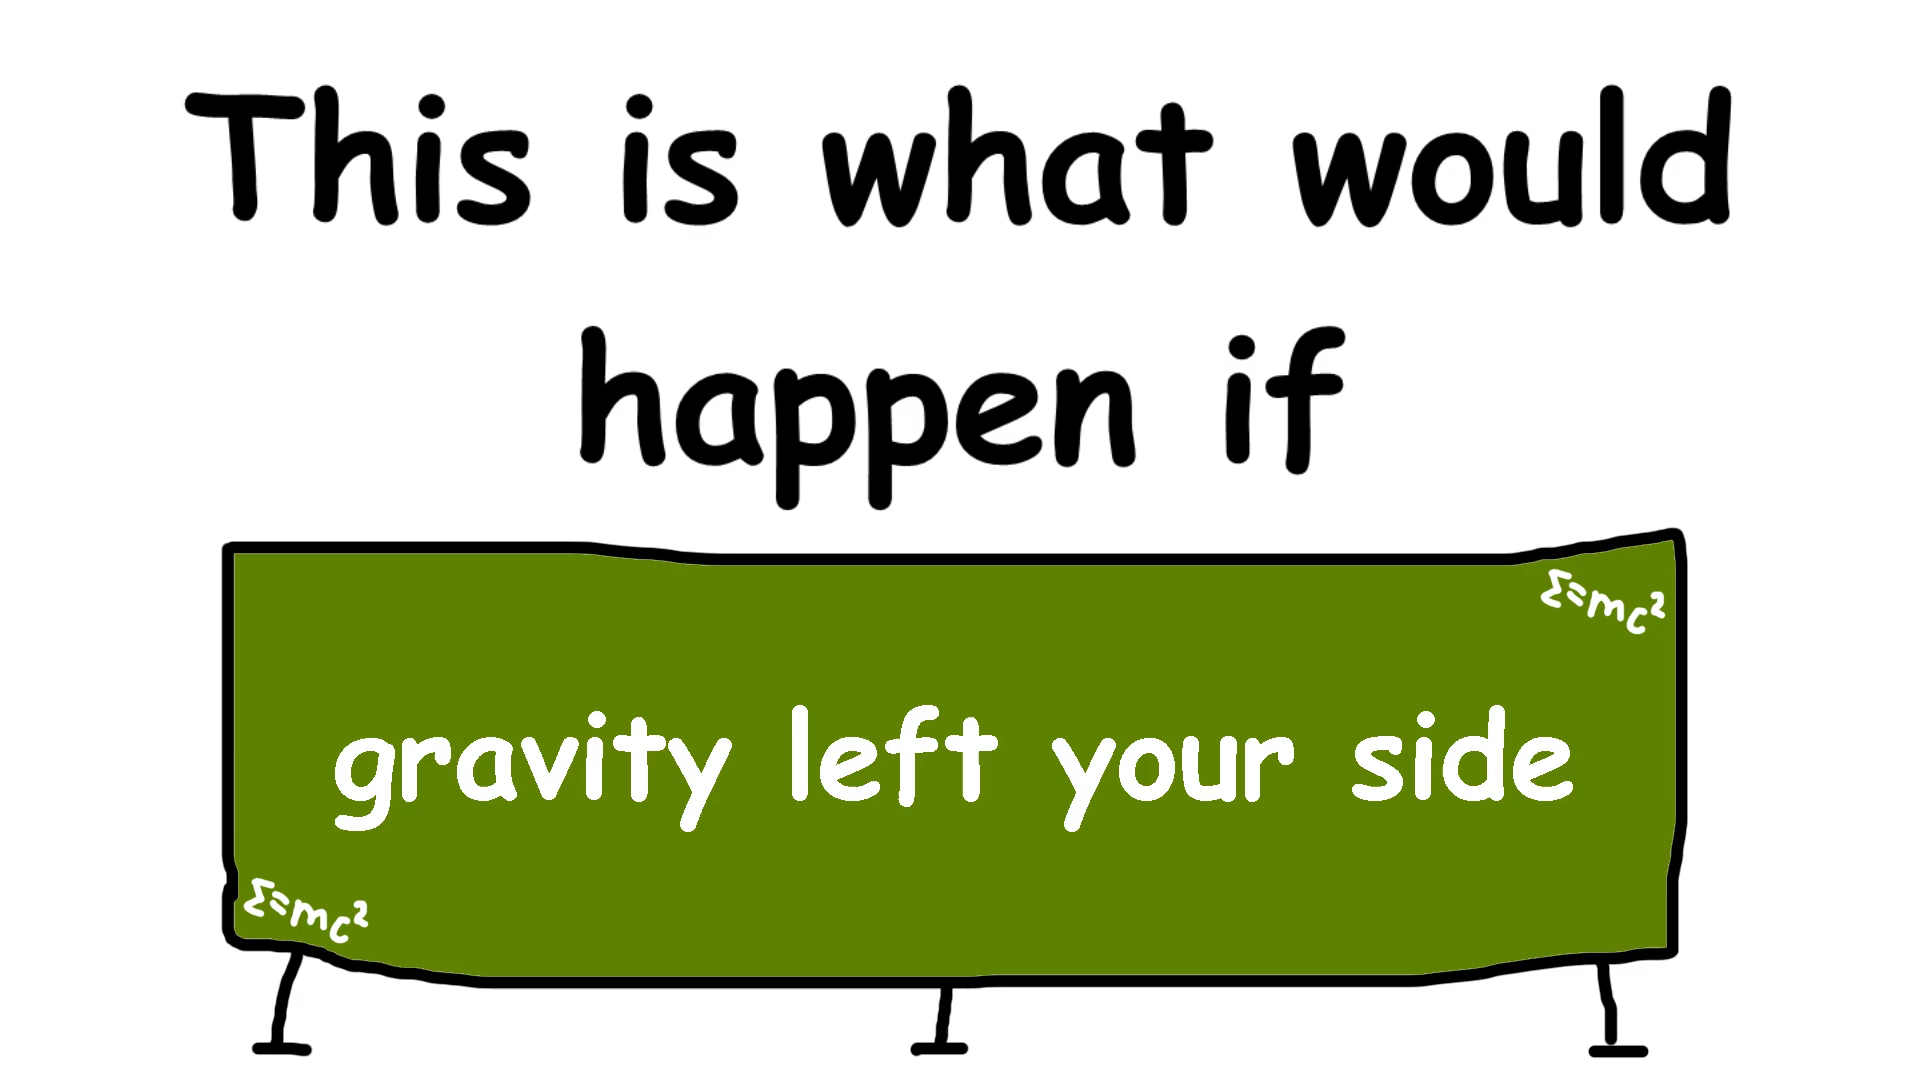 This is what would
happen if
Σ=mc²
gravity left your side
Σ=mc²